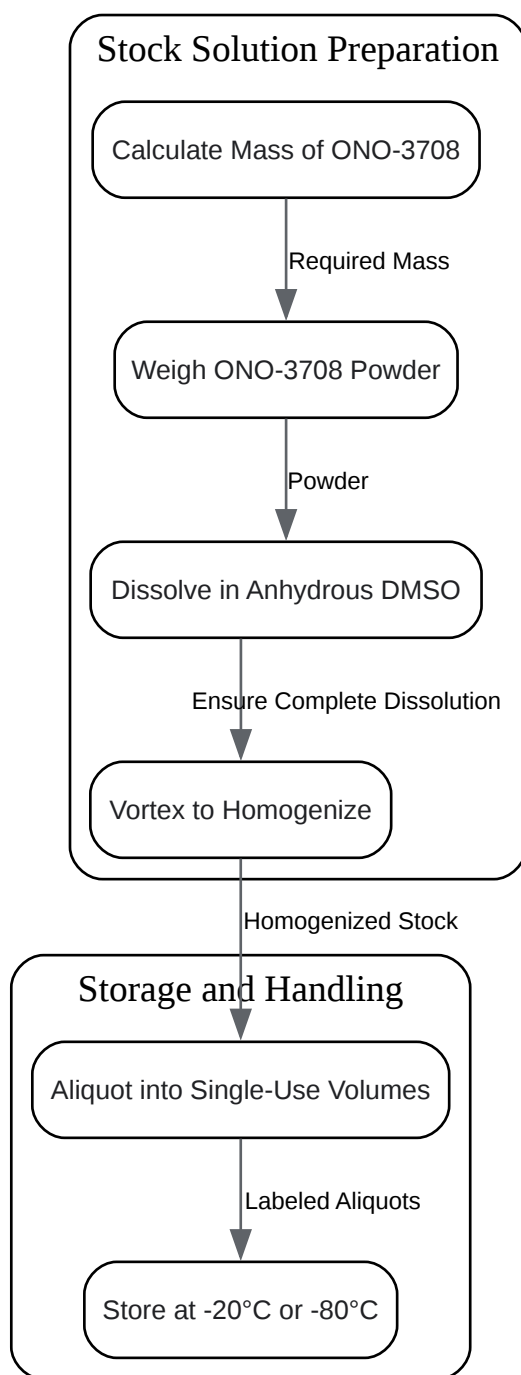 Stock Solution Preparation
Calculate Mass of ONO-3708
Required Mass
Weigh ONO-3708 Powder
Powder
Dissolve in Anhydrous DMSO
Ensure Complete Dissolution
Vortex to Homogenize
Homogenized Stock
Storage and Handling
Aliquot into Single-Use Volumes
Labeled Aliquots
Store at -20°C or -80°C